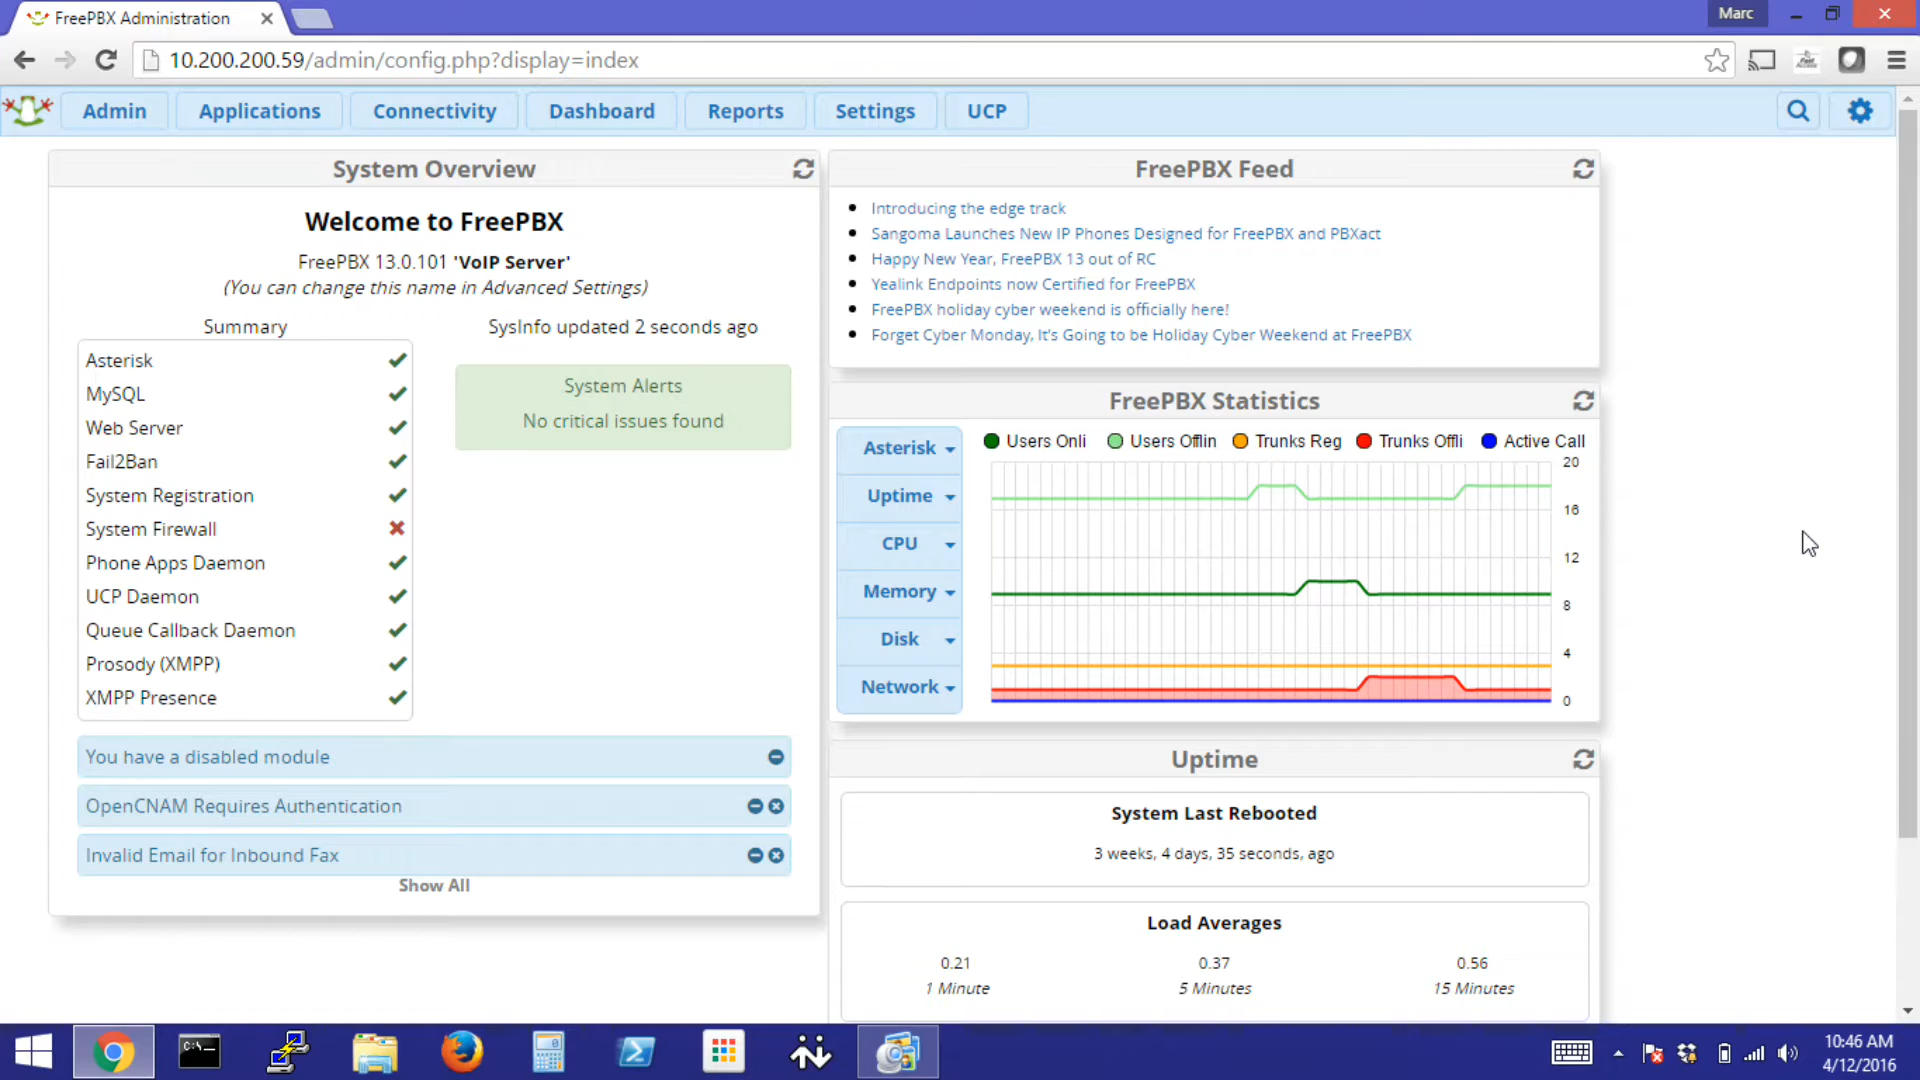 FreePBX Administration
Marc
10.200.200.59/admin/config.php?display=index
Admin
Applications
Connectivity
Dashboard
Reports
Settings
UCP
System Overview
Welcome to FreePBX
FreePBX 13.0.101 'VoIP Server'
(You can change this name in Advanced Settings)
Summary
SysInfo updated 2 seconds ago
Asterisk
MySQL
Web Server
Fail2Ban
System Registration
System Firewall
Phone Apps Daemon
UCP Daemon
Queue Callback Daemon
Prosody (XMPP)
XMPP Presence
System Alerts
No critical issues found
You have a disabled module
OpenCNAM Requires Authentication
Invalid Email for Inbound Fax
Show All
FreePBX Feed
Introducing the edge track
Sangoma Launches New IP Phones Designed for FreePBX and PBXact
Happy New Year, FreePBX 13 out of RC
Yealink Endpoints now Certified for FreePBX
FreePBX holiday cyber weekend is officially here!
Forget Cyber Monday, It's Going to be Holiday Cyber Weekend at FreePBX
FreePBX Statistics
Asterisk
Uptime
CPU
Memory
Disk
Network
Users Onli
Users Offlin
Trunks Reg
Trunks Offli
Active Call
20
16
12
8
4
0
Uptime
System Last Rebooted
3 weeks, 4 days, 35 seconds, ago
Load Averages
0.21
1 Minute
0.37
5 Minutes
0.56
15 Minutes
10:46 AM
4/12/2016